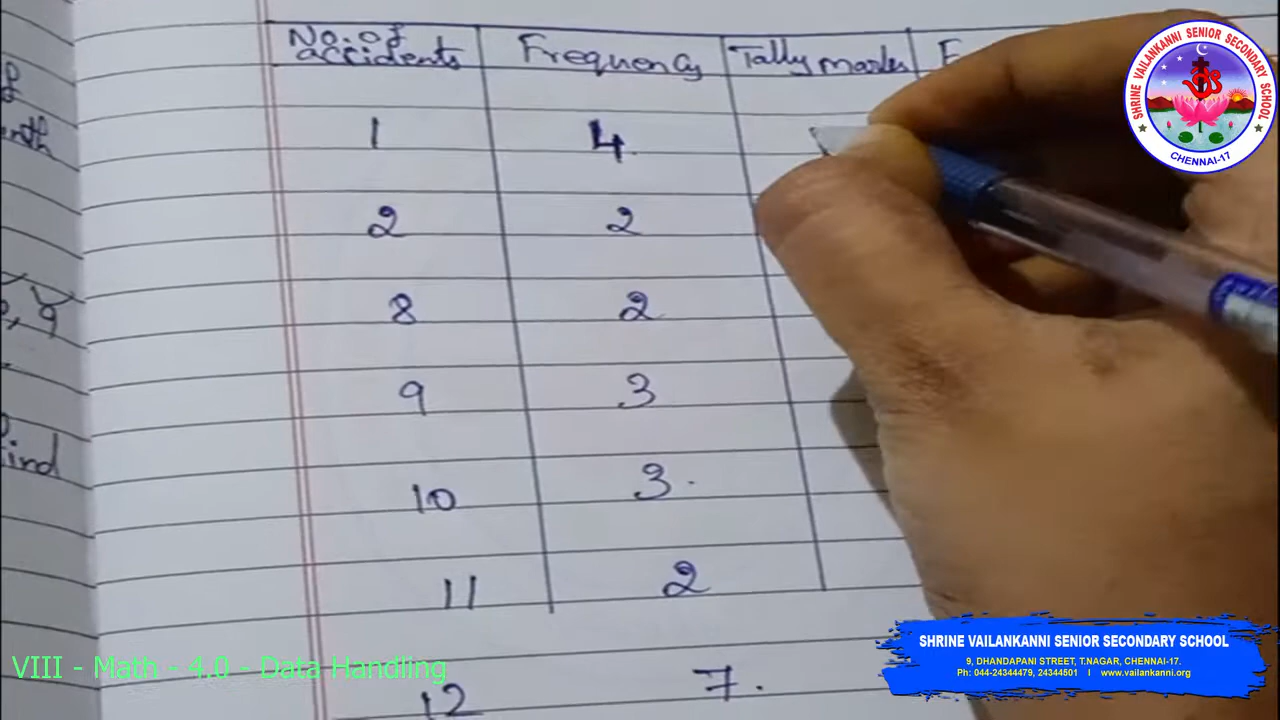 No. of accidents Frequency Tally marks
1 4
2 2
8 2
9 3
10 3.
11 2
12 7.
ind
SHRINE VAILANKANNI SENIOR SECONDARY SCHOOL
CHENNAI-17
SHRINE VAILANKANNI SENIOR SECONDARY SCHOOL
9, DHANDAPANI STREET, T.NAGAR, CHENNAI-17.
Ph: 044-24344479, 24344501 I www.vailankanni.org
VIII - Math - 4.0 - Data Handling